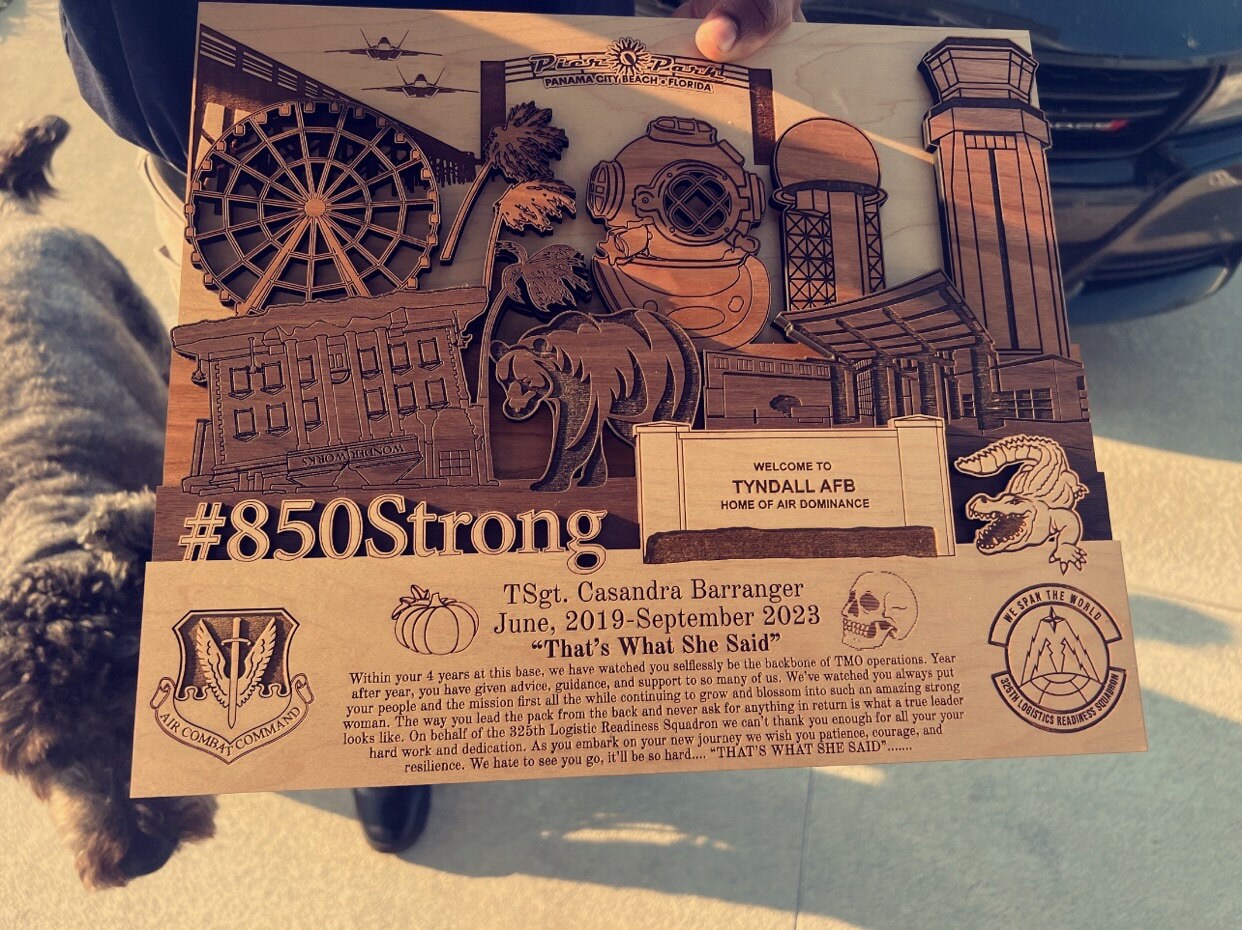 Pier Park
PANAMA CITY BEACH • FLORIDA
WONDERWORKS
WELCOME TO
TYNDALL AFB
HOME OF AIR DOMINANCE
#850Strong
TSgt. Casandra Barranger
June, 2019-September 2023
“That’s What She Said”
Within your 4 years at this base, we have watched you selflessly be the backbone of TMO operations. Year
after year, you have given advice, guidance, and support to so many of us. We’ve watched you always put
your people and the mission first all the while continuing to grow and blossom into such an amazing strong
woman. The way you lead the pack from the back and never ask for anything in return is what a true leader
looks like. On behalf of the 325th Logistic Readiness Squadron we can’t thank you enough for all your your
hard work and dedication. As you embark on your new journey we wish you patience, courage, and
resilience. We hate to see you go, it’ll be so hard.... “THAT’S WHAT SHE SAID”.......
AIR COMBAT COMMAND
WE SPAN THE WORLD
325TH LOGISTICS READINESS SQUADRON